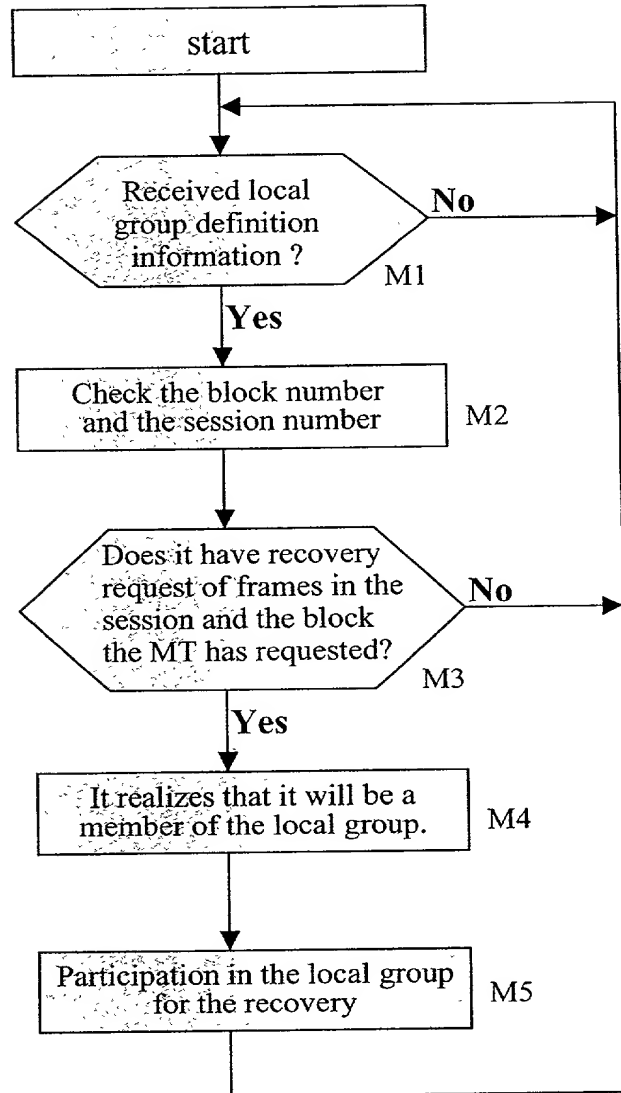 start
Received local
group definition
information ?
No
M1
Yes
Check the block number
and the session number
M2
Does it have recovery
request of frames in the
session and the block
the MT has requested?
No
M3
Yes
It realizes that it will be a
member of the local group.
M4
Participation in the local group
for the recovery
M5